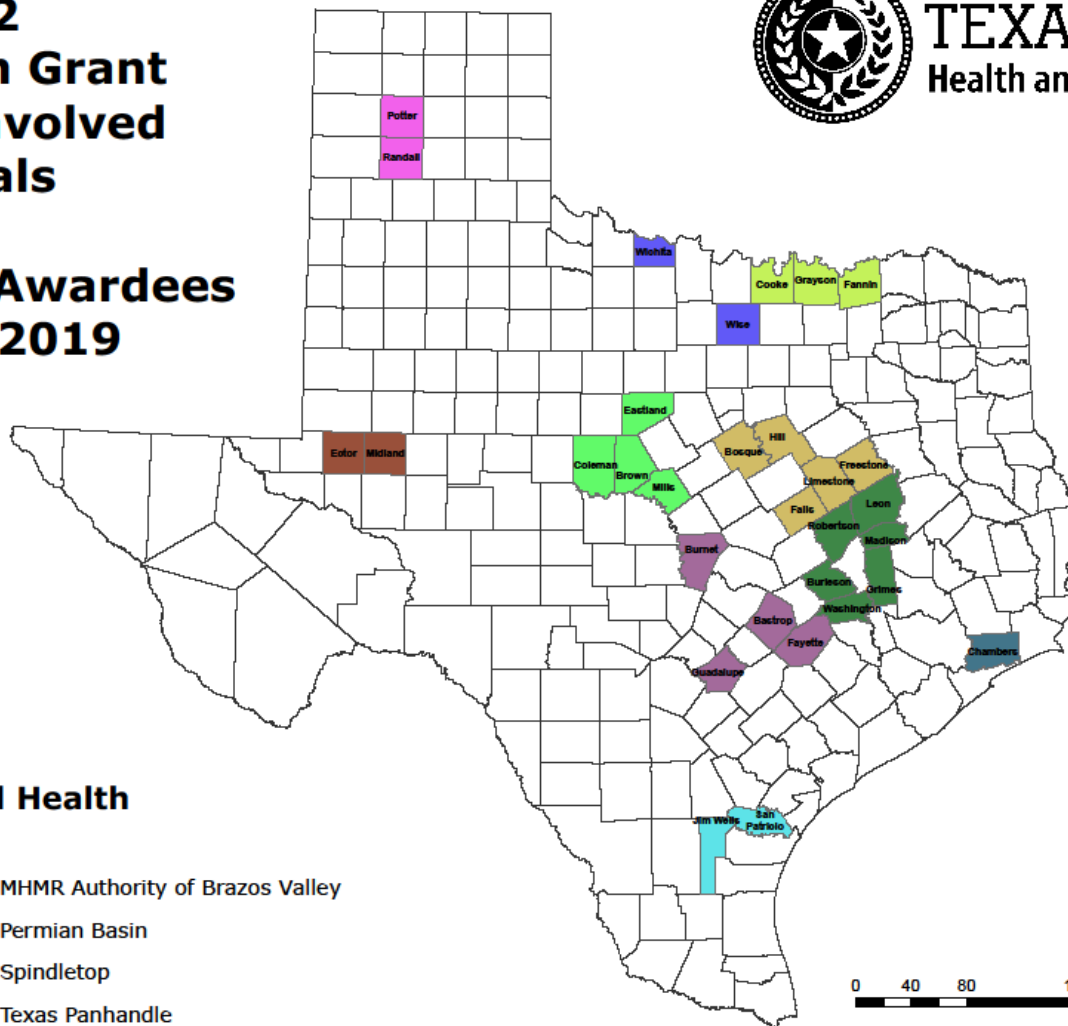 2
n Grant
nvolved
als
Awardees
2019
TEXA
Health an
Potter
Randall
Wichita
Cooke
Grayson
Fannin
Wise
Eastland
Coleman
Brown
Mills
Ector
Midland
Hill
Bosque
Freestone
Limestone
Falls
Leon
Robertson
Madison
Burnet
Burleson
Grimes
Washington
Bastrop
Fayette
Guadalupe
Chambers
Jim Wells
San
Patricio
l Health
MHMR Authority of Brazos Valley
Permian Basin
Spindletop
Texas Panhandle
0 40 80 1